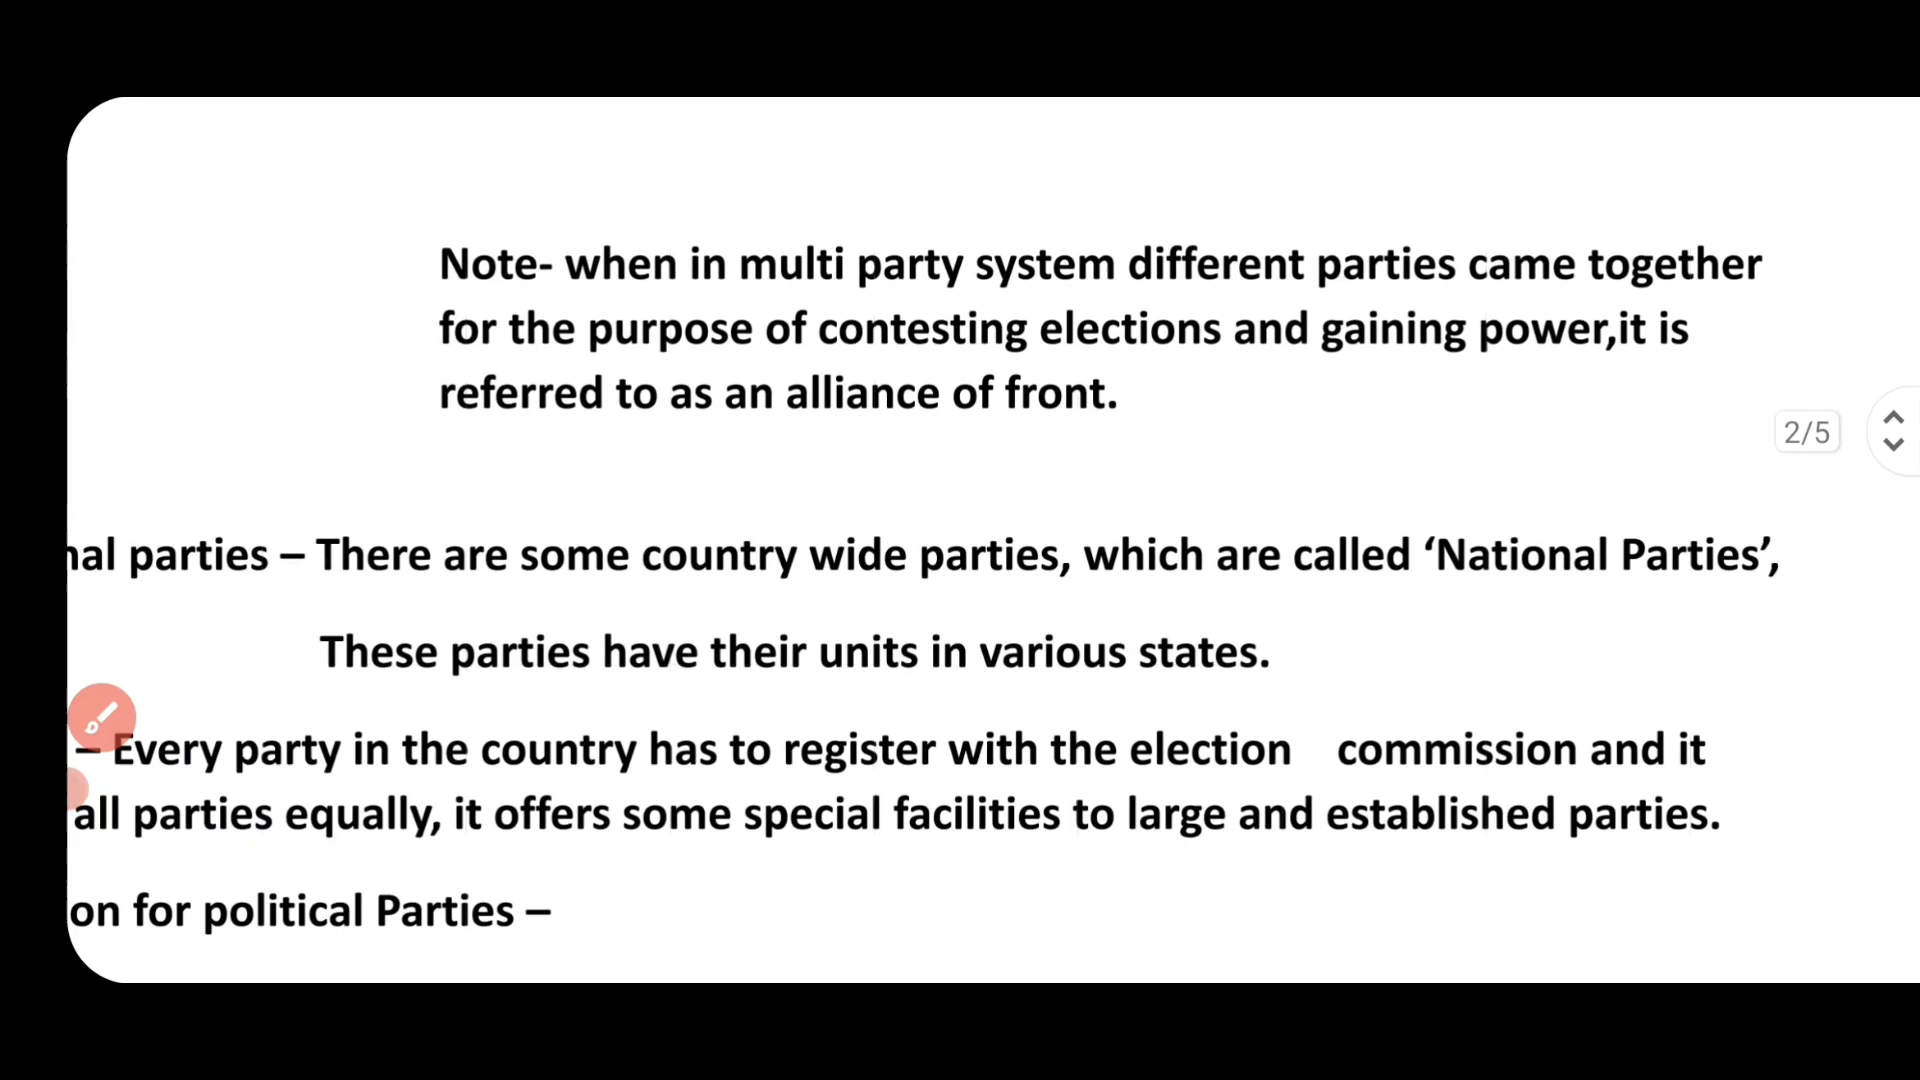 Note- when in multi party system different parties came together
for the purpose of contesting elections and gaining power,it is
referred to as an alliance of front.
2/5
nal parties – There are some country wide parties, which are called ‘National Parties’,
These parties have their units in various states.
– Every party in the country has to register with the election commission and it
all parties equally, it offers some special facilities to large and established parties.
on for political Parties –